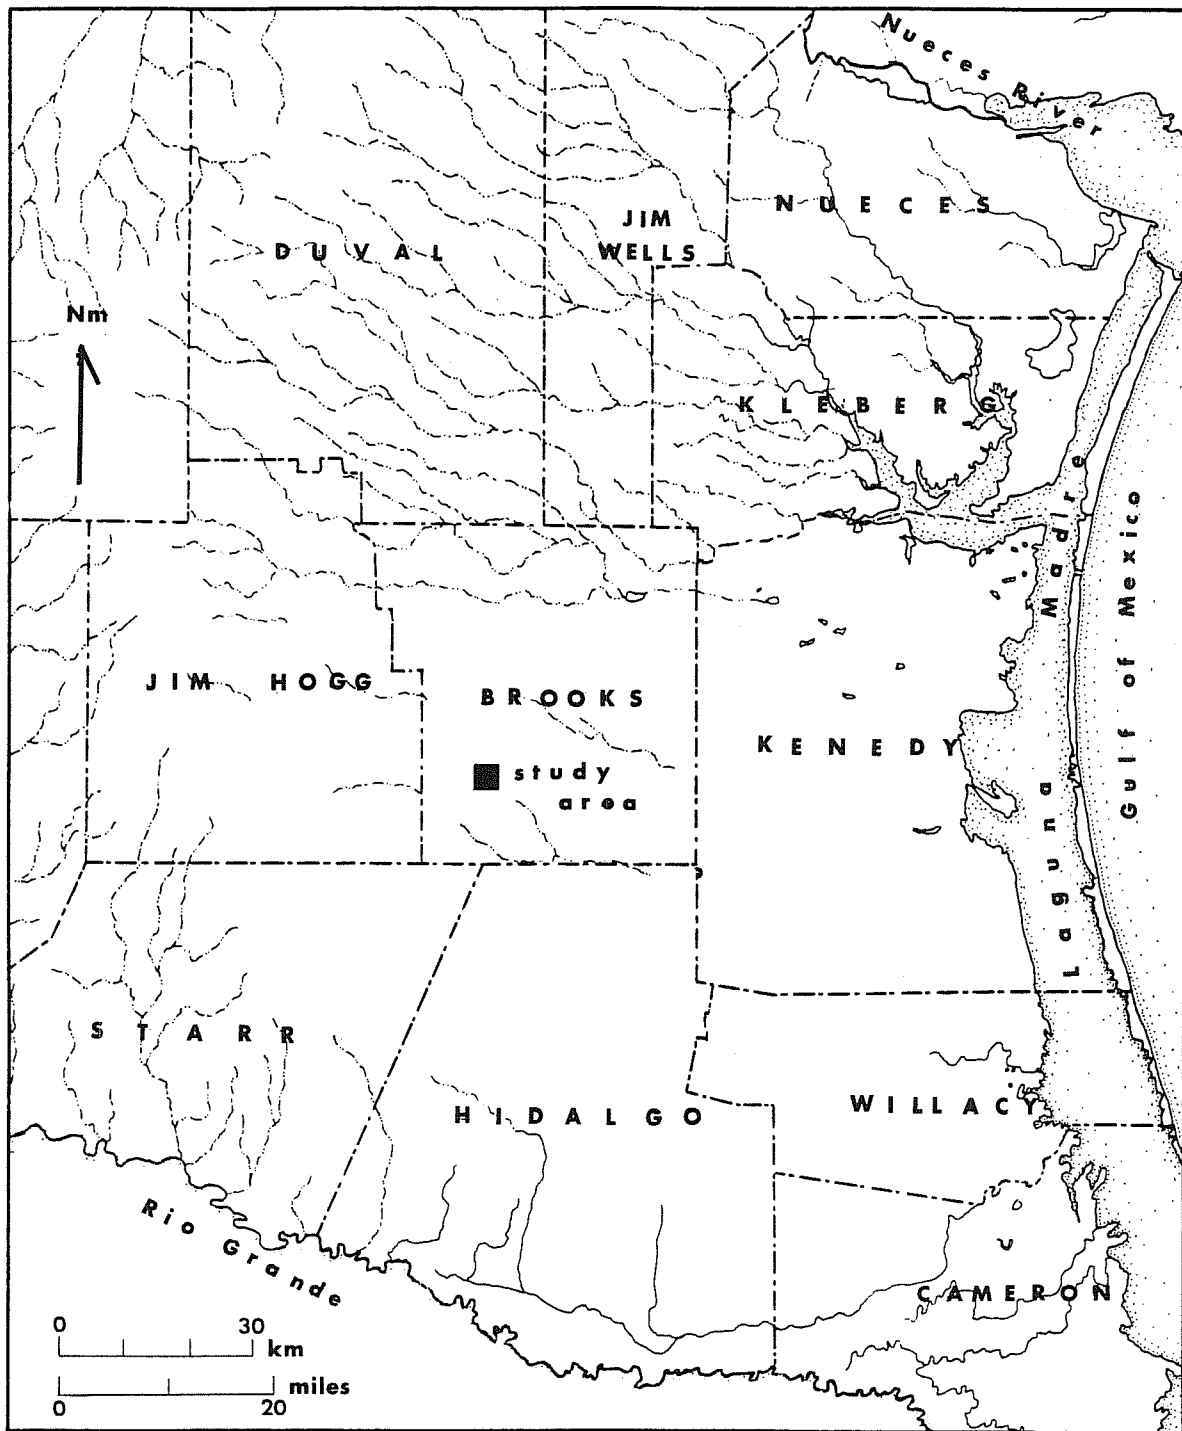 Nueces River
NUECES
JIM
WELLS
DUVAL
Nm
KLEBERG
Laguna Madre
Gulf of Mexico
JIM HOGG
BROOKS
KENEDY
study
area
STARR
HIDALGO
WILLACY
Rio Grande
CAMERON
0 30 km
miles
0 20